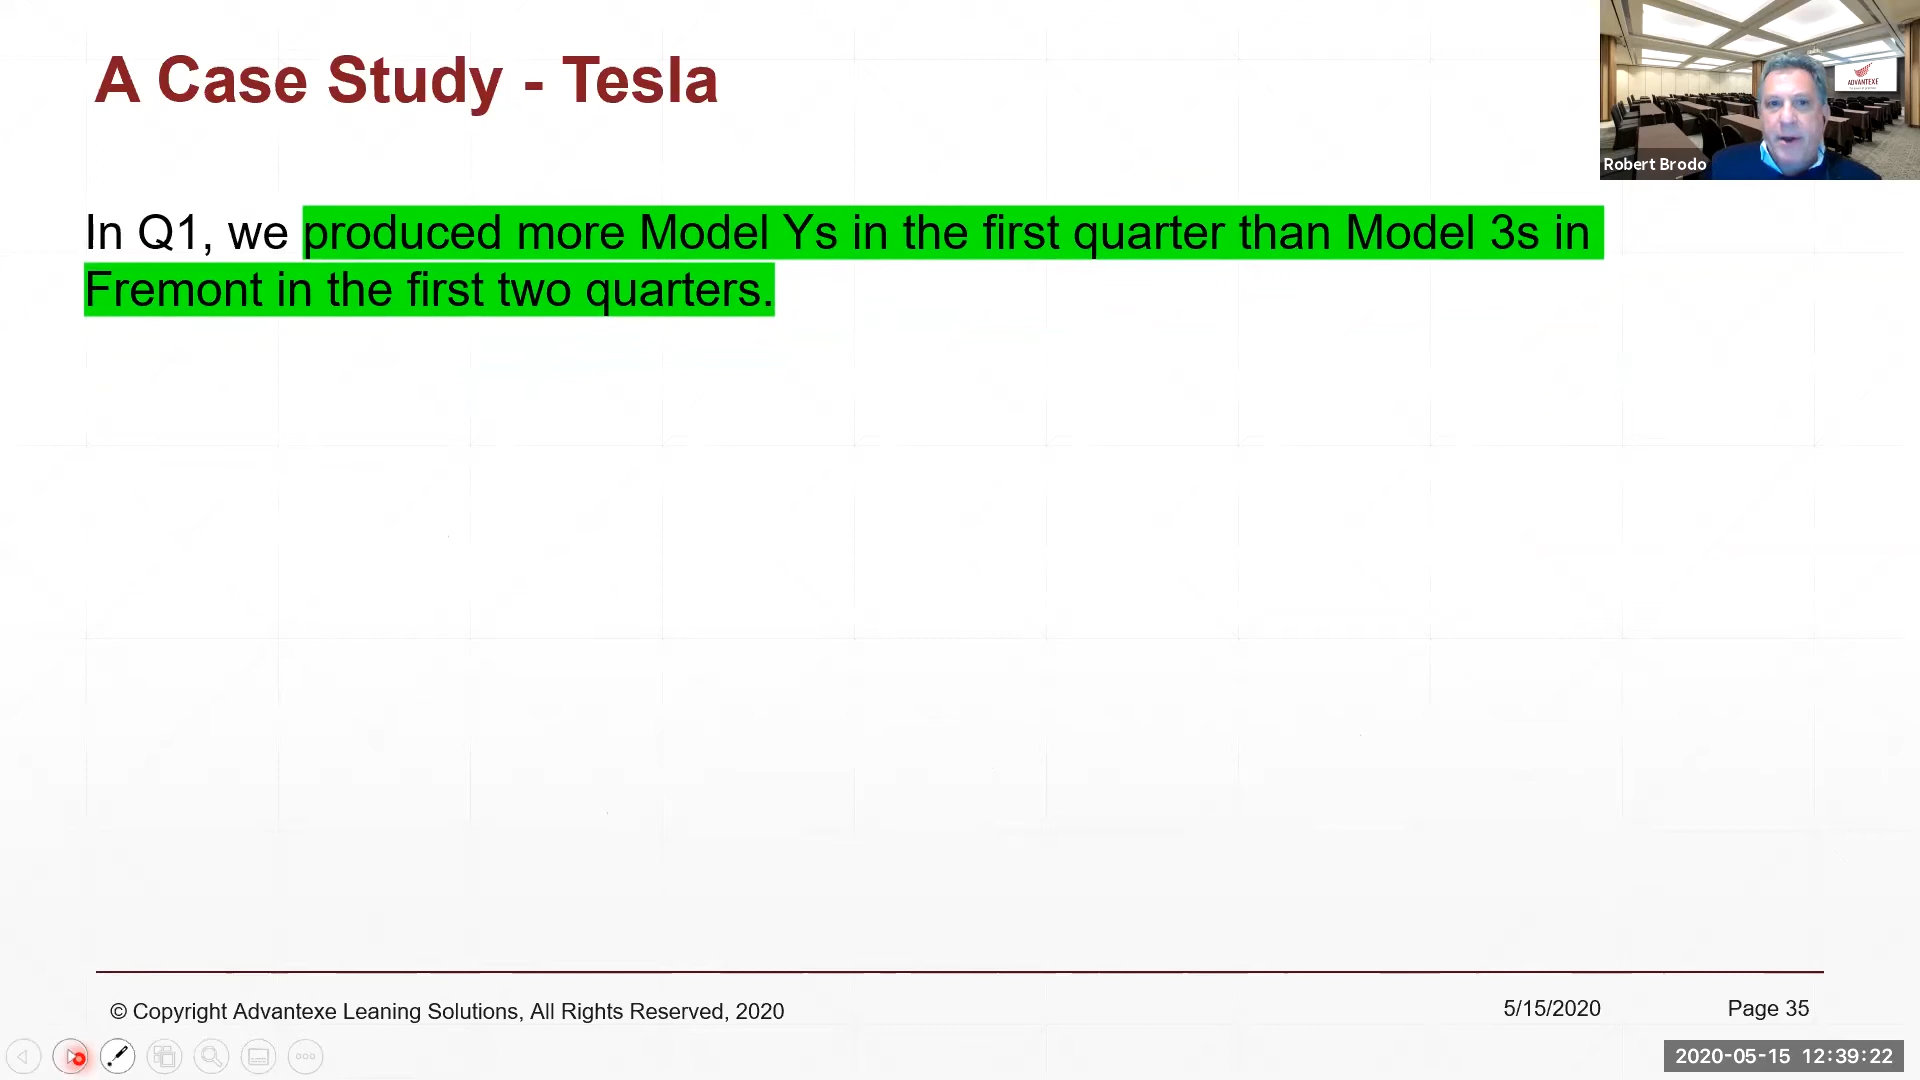 A Case Study - Tesla
ADVANTEXE
Robert Brodo
In Q1, we produced more Model Ys in the first quarter than Model 3s in
Fremont in the first two quarters.
© Copyright Advantexe Leaning Solutions, All Rights Reserved, 2020
5/15/2020
Page 35
2020-05-15 12:39:22